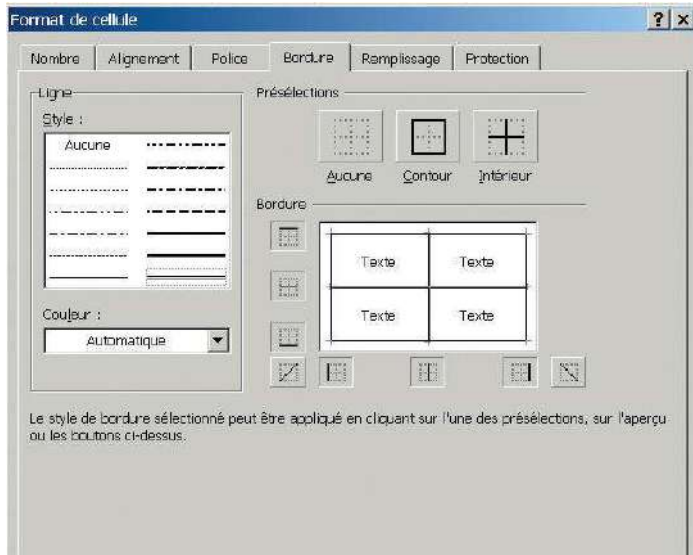 Format de cellule
Nombre
Alignement
Police
Bordure
Remplissage
Protection
Ligne
Style :
Aucune
Couleur :
Automatique
Présélections
Aucune
Contour
Intérieur
Bordure
Texte
Texte
Texte
Texte
Le style de bordure sélectionné peut être appliqué en cliquant sur l'une des présélections, sur l'aperçu
ou les boutons ci-dessus.